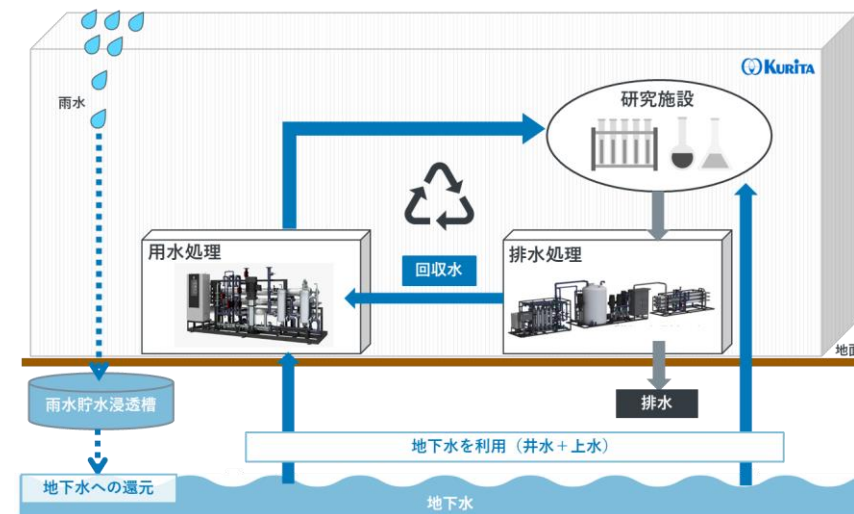 KURITA
雨水
研究施設
用水処理
排水処理
回収水
地面
雨水貯水浸透槽
排水
地下水を利用（井水＋上水）
地下水への還元
地下水